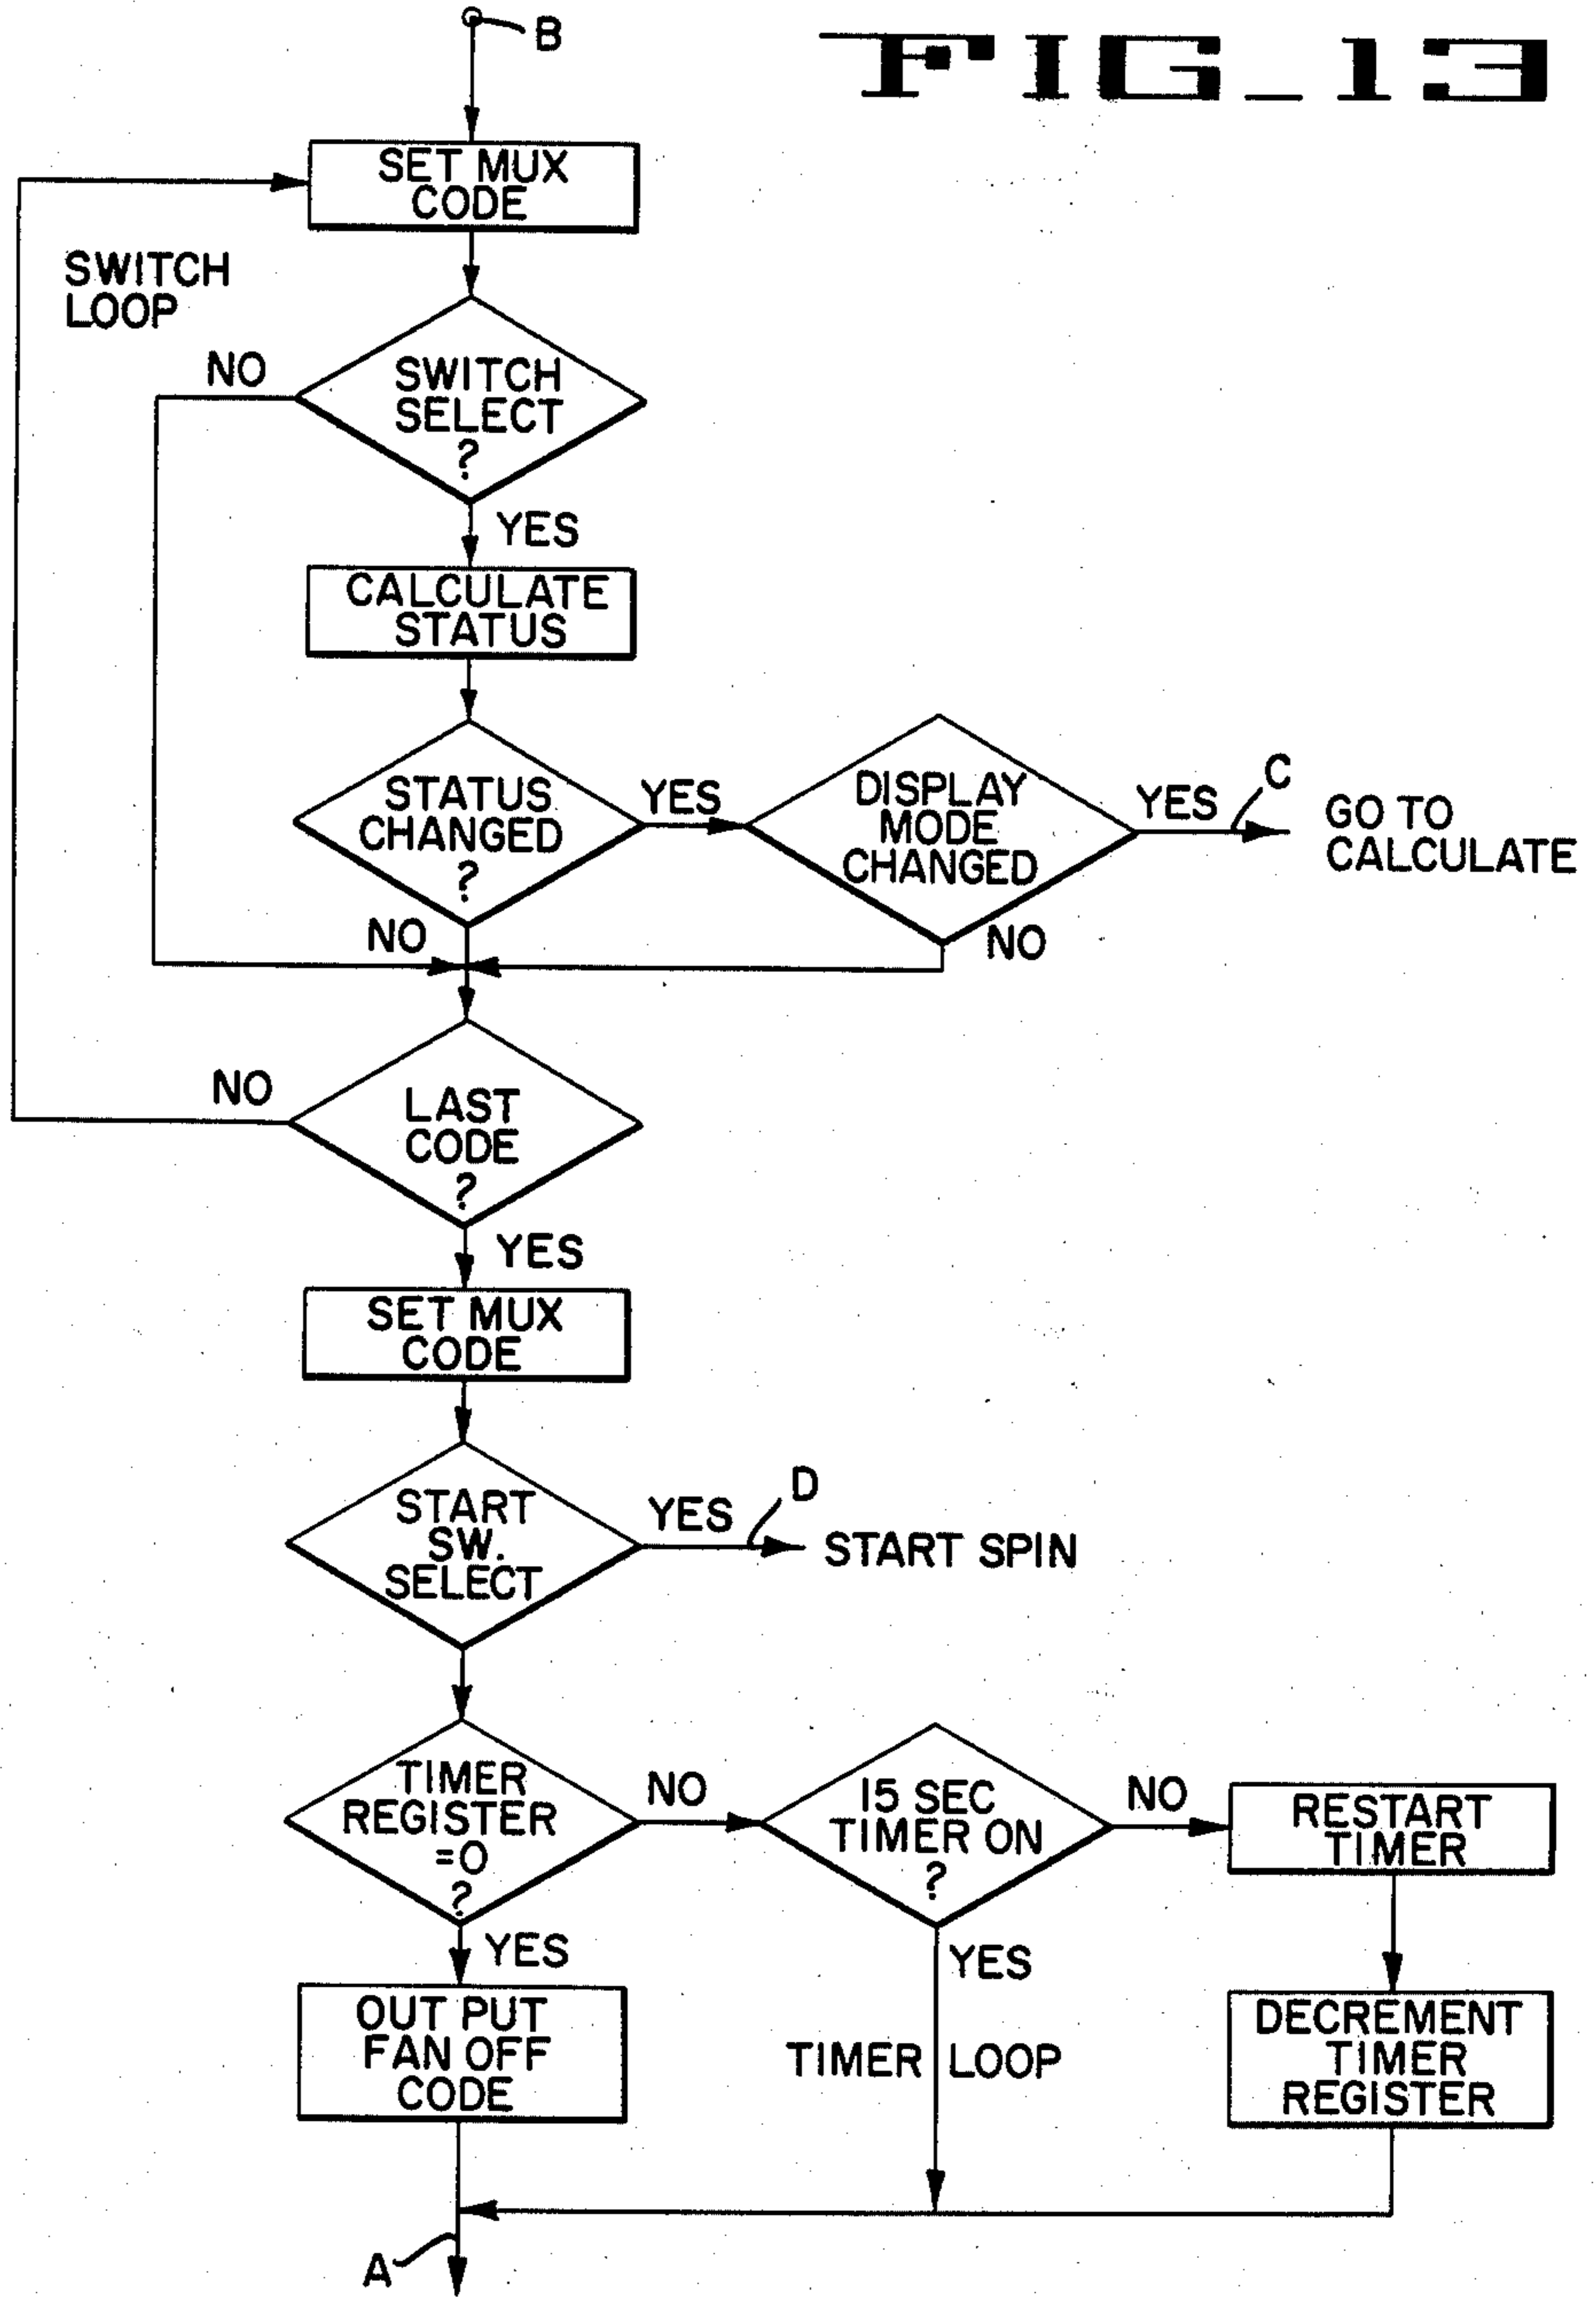 B
FIG_13
SET MUX
CODE
SWITCH
LOOP
NO
SWITCH
SELECT
?
YES
CALCULATE
STATUS
STATUS
CHANGED
?
YES
DISPLAY
MODE
CHANGED
YES
C
GO TO
CALCULATE
NO
NO
NO
LAST
CODE
?
YES
SET MUX
CODE
START
SW.
SELECT
YES
D
START SPIN
TIMER
REGISTER
=0
?
NO
15 SEC
TIMER ON
?
NO
RESTART
TIMER
YES
YES
OUT PUT
FAN OFF
CODE
TIMER LOOP
DECREMENT
TIMER
REGISTER
A